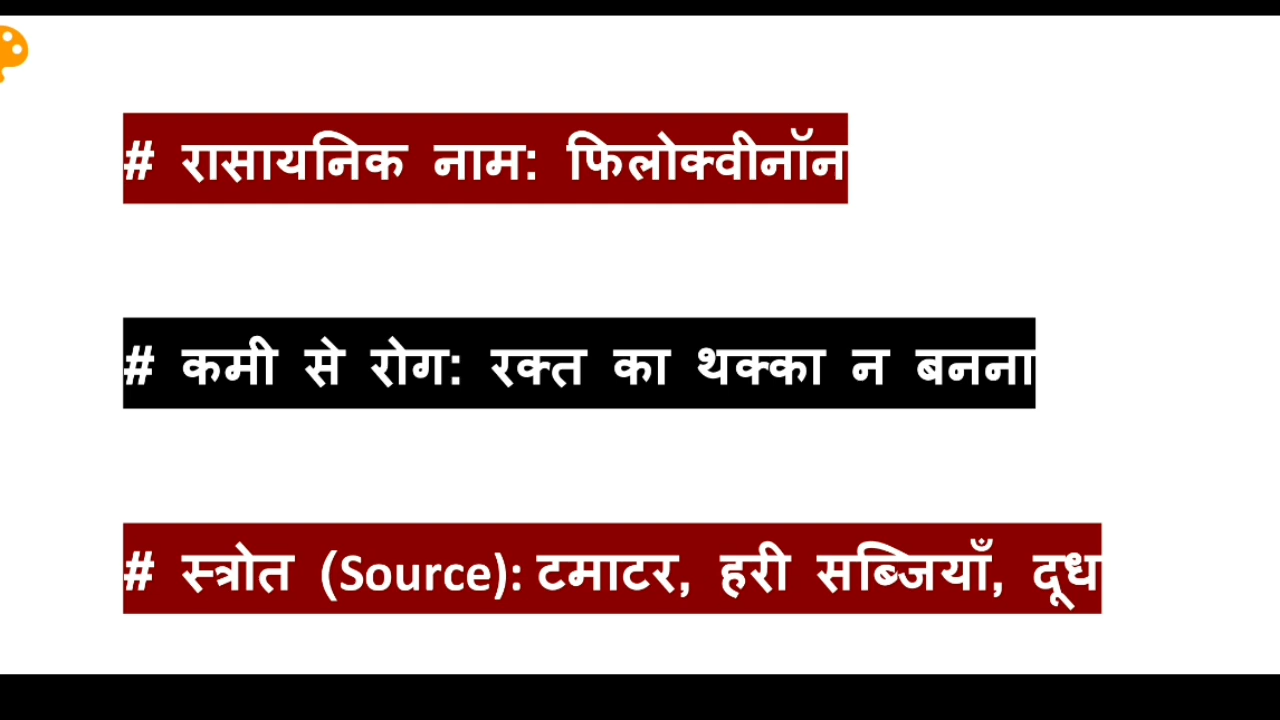 # रासायनिक नाम: फिलोक्वीनॉन
# कमी से रोग: रक्त का थक्का न बनना
# स्त्रोत (Source): टमाटर, हरी सब्जियाँ, दूध